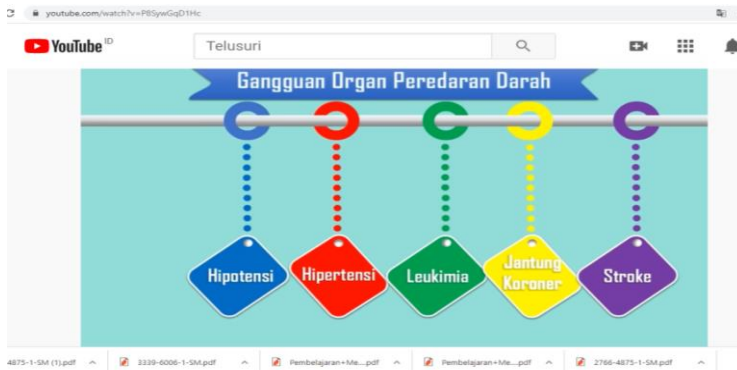 youtube.com/watch?v=P8SywGqD1Hc
YouTube ID
Telusuri
Gangguan Organ Peredaran Darah
Hipotensi
Hipertensi
Leukimia
Jantung
Koroner
Stroke
4875-1-SM (1).pdf
3339-6006-1-SM.pdf
Pembelajaran+Me....pdf
Pembelajaran+Me....pdf
2766-4875-1-SM.pdf